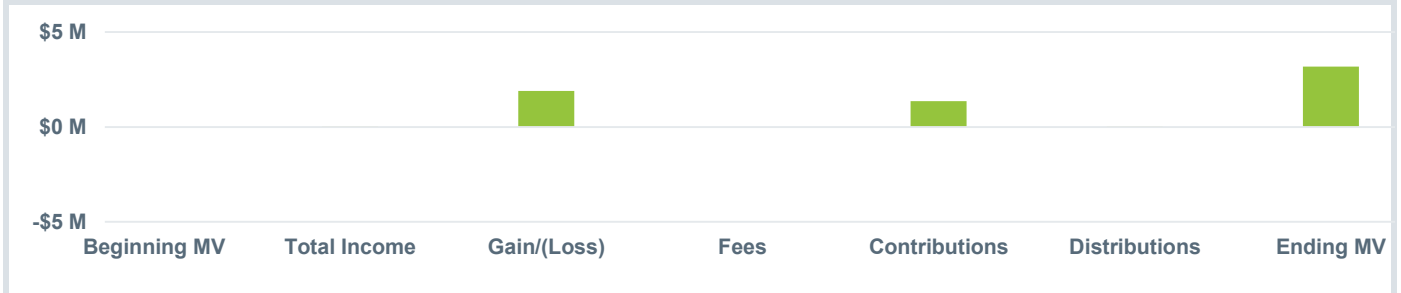 $5 M
$0 M
-$5 M
Beginning MV Total Income Gain/(Loss) Fees Contributions Distributions Ending MV